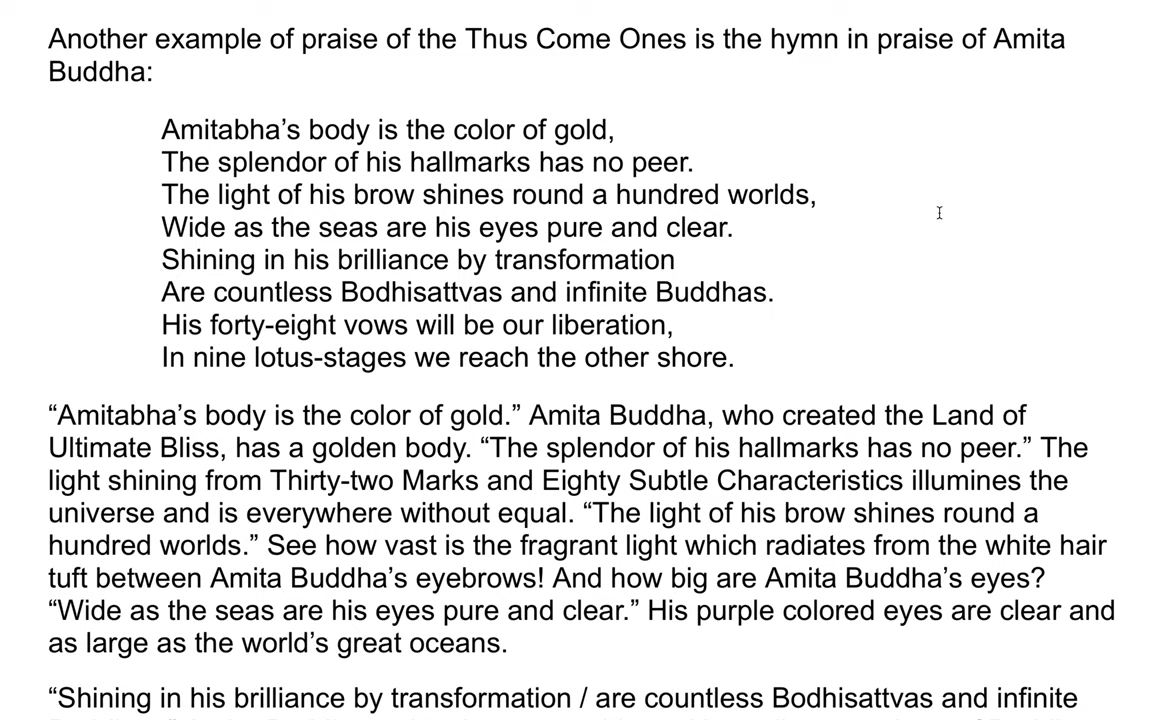 Another example of praise of the Thus Come Ones is the hymn in praise of Amita
Buddha:
Amitabha’s body is the color of gold,
The splendor of his hallmarks has no peer.
The light of his brow shines round a hundred worlds,
Wide as the seas are his eyes pure and clear.
Shining in his brilliance by transformation
Are countless Bodhisattvas and infinite Buddhas.
His forty-eight vows will be our liberation,
In nine lotus-stages we reach the other shore.
“Amitabha’s body is the color of gold.” Amita Buddha, who created the Land of
Ultimate Bliss, has a golden body. “The splendor of his hallmarks has no peer.” The
light shining from Thirty-two Marks and Eighty Subtle Characteristics illumines the
universe and is everywhere without equal. “The light of his brow shines round a
hundred worlds.” See how vast is the fragrant light which radiates from the white hair
tuft between Amita Buddha’s eyebrows! And how big are Amita Buddha’s eyes?
“Wide as the seas are his eyes pure and clear.” His purple colored eyes are clear and
as large as the world’s great oceans.
“Shining in his brilliance by transformation / are countless Bodhisattvas and infinite